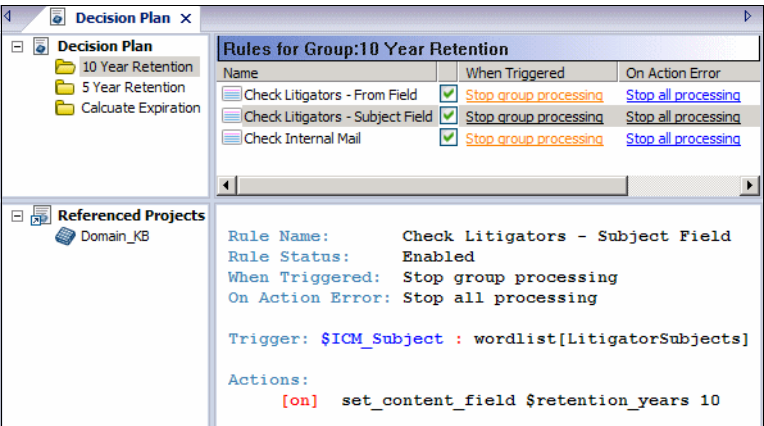 Decision Plan
Decision Plan
10 Year Retention
5 Year Retention
Calcuate Expiration
Rules for Group:10 Year Retention
Name When Triggered On Action Error
Check Litigators - From Field Stop group processing Stop all processing
Check Litigators - Subject Field Stop group processing Stop all processing
Check Internal Mail Stop group processing Stop all processing
Referenced Projects
Domain_KB
Rule Name: Check Litigators - Subject Field
Rule Status: Enabled
When Triggered: Stop group processing
On Action Error: Stop all processing
Trigger: $ICM_Subject : wordlist[LitigatorSubjects]
Actions:
[on] set_content_field $retention_years 10